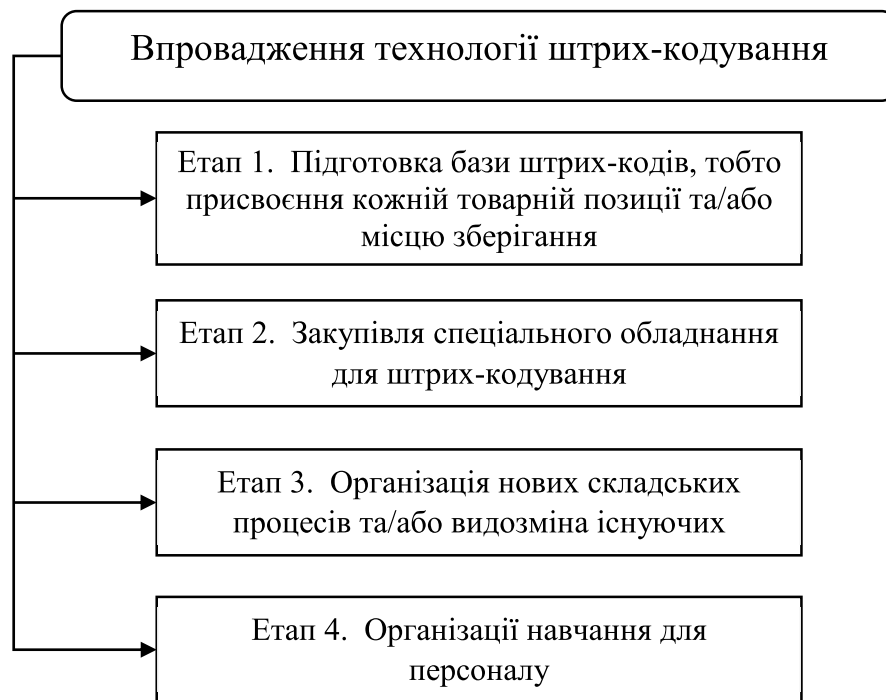 Впровадження технології штрих-кодування
Етап 1.  Підготовка бази штрих-кодів, тобто
присвоєння кожній товарній позиції та/або
місцю зберігання
Етап 2.  Закупівля спеціального обладнання
для штрих-кодування
Етап 3.  Організація нових складських
процесів та/або видозміна існуючих
Етап 4.  Організації навчання для
персоналу